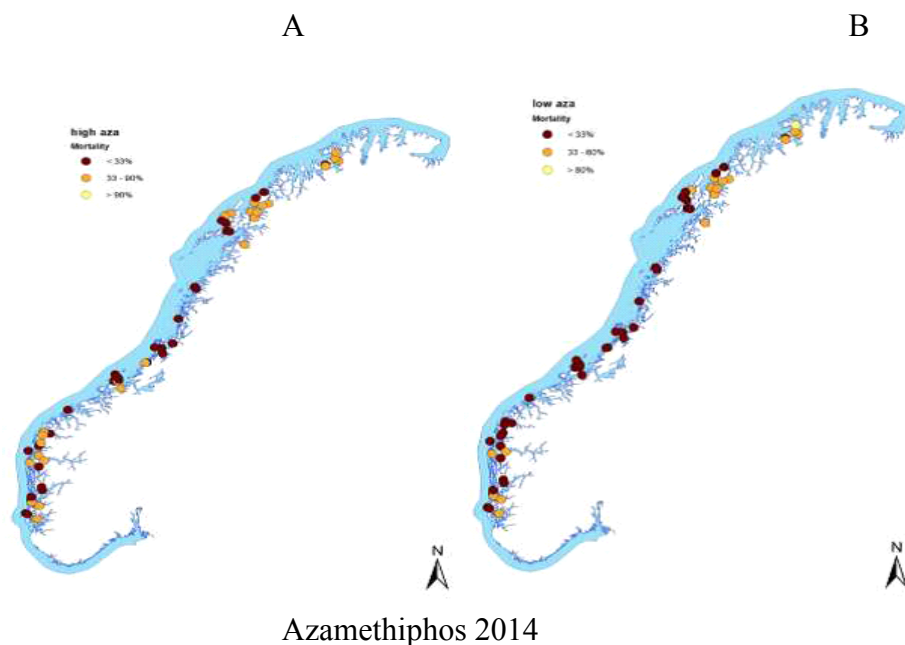 A
B
high aza
Mortality
< 33%
33 - 90%
> 90%
low aza
Mortality
< 33%
33 - 80%
> 80%
N
N
Azamethiphos 2014